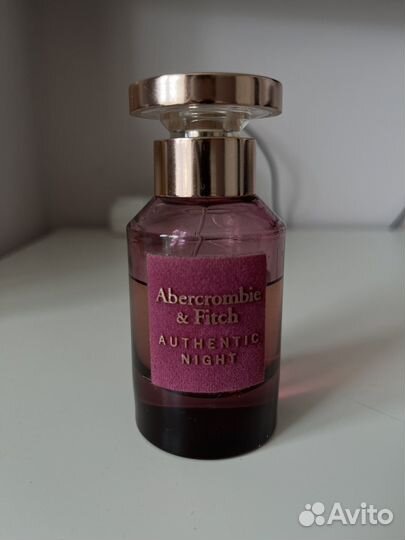 Abercrombie
& Fitch
AUTHENTIC
NIGHT
Avito